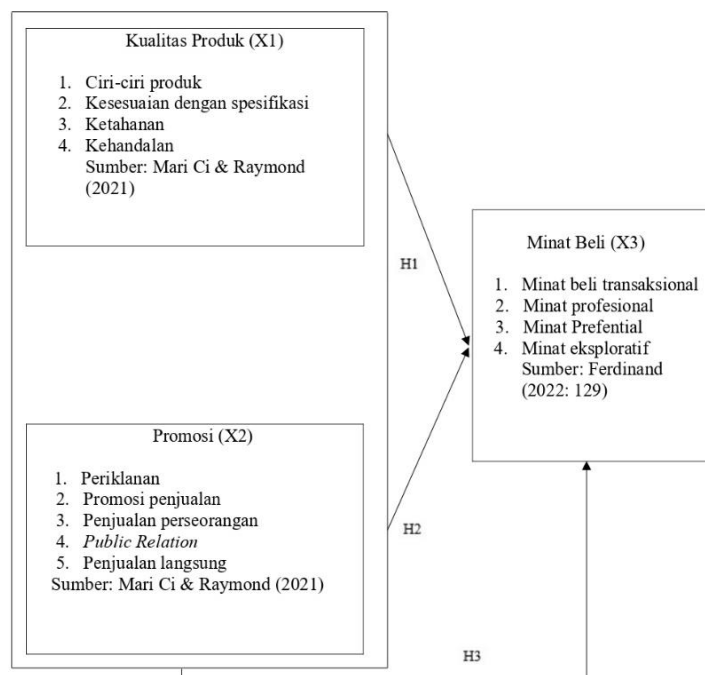 Kualitas Produk (X1)
1. Ciri-ciri produk
2. Kesesuaian dengan spesifikasi
3. Ketahanan
4. Kehandalan
Sumber: Mari Ci & Raymond
(2021)
H1
Minat Beli (X3)
1. Minat beli transaksional
2. Minat profesional
3. Minat Prefential
4. Minat eksploratif
Sumber: Ferdinand
(2022: 129)
Promosi (X2)
1. Periklanan
2. Promosi penjualan
3. Penjualan perseorangan
4. Public Relation
5. Penjualan langsung
Sumber: Mari Ci & Raymond (2021)
H2
H3